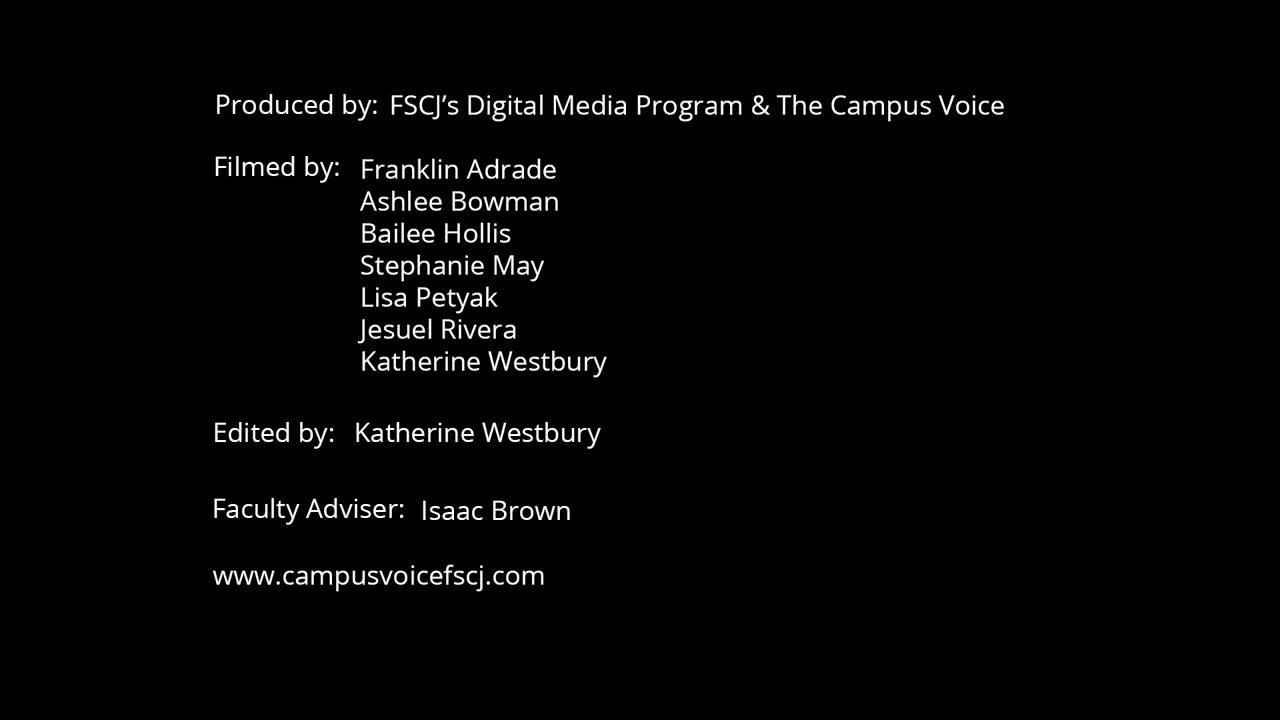 Produced by: FSCJ’s Digital Media Program & The Campus Voice
Filmed by: Franklin Adrade
Ashlee Bowman
Bailee Hollis
Stephanie May
Lisa Petyak
Jesuel Rivera
Katherine Westbury
Edited by: Katherine Westbury
Faculty Adviser: Isaac Brown
www.campusvoicefscj.com